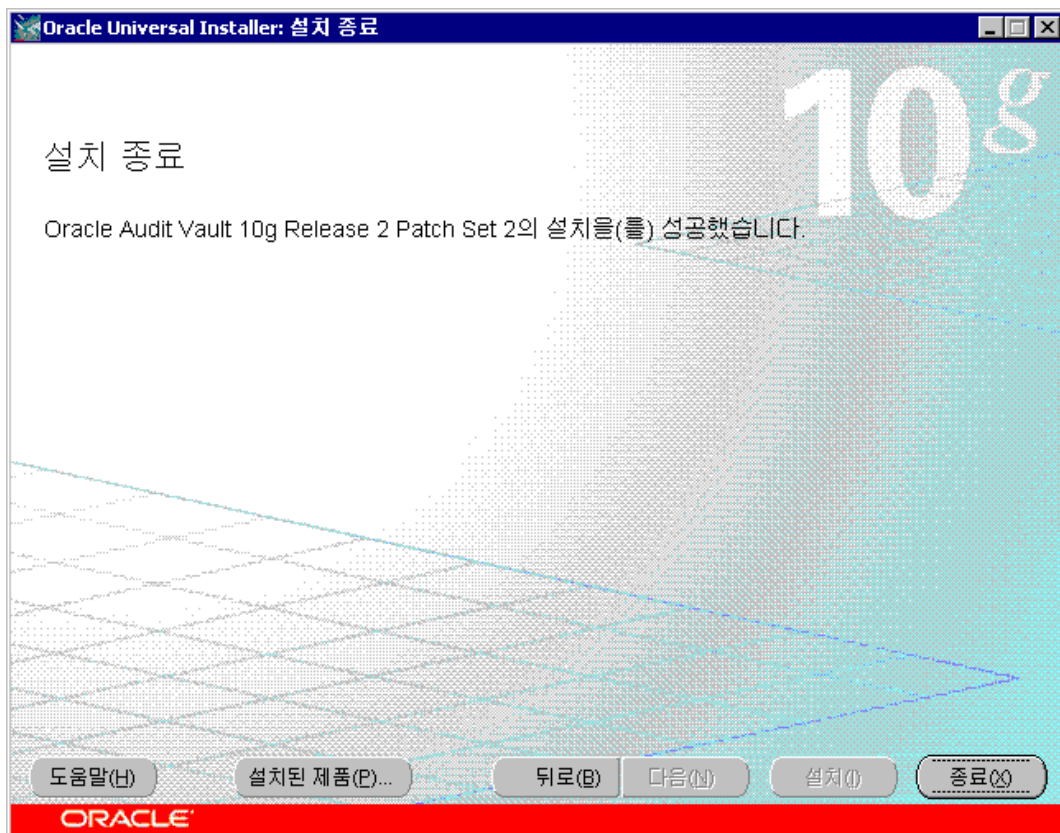 Oracle Universal Installer: 설치 종료
10g
설치 종료
Oracle Audit Vault 10g Release 2 Patch Set 2의 설치을(를) 성공했습니다.
도움말(H)
설치된 제품(P)...
뒤로(B)
다음(N)
설치(I)
종료(X)
ORACLE